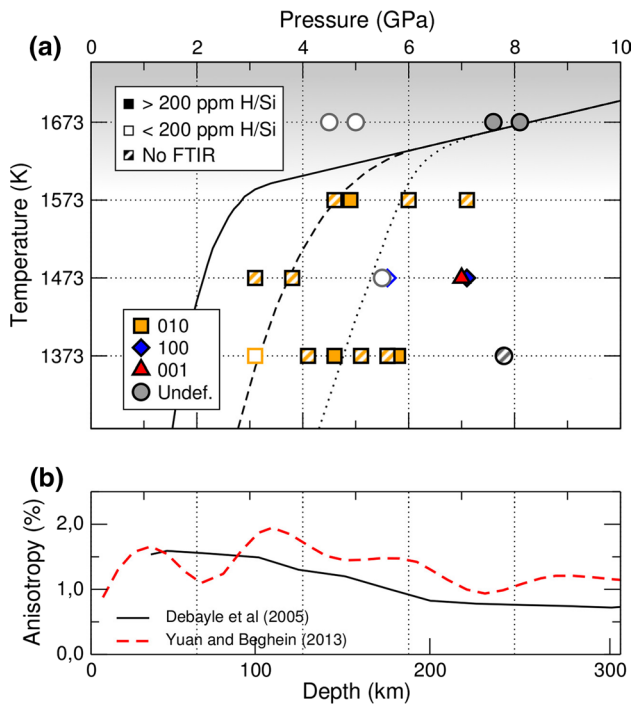 Pressure (GPa)
(a)
0 2 4 6 8 10
> 200 ppm H/Si
< 200 ppm H/Si
No FTIR
1673
1573
1473
1373
Temperature (K)
010
100
001
Undef.
(b)
2,0
1,0
0,0
Anisotropy (%)
Debayle et al (2005)
Yuan and Beghein (2013)
0 100 200 300
Depth (km)